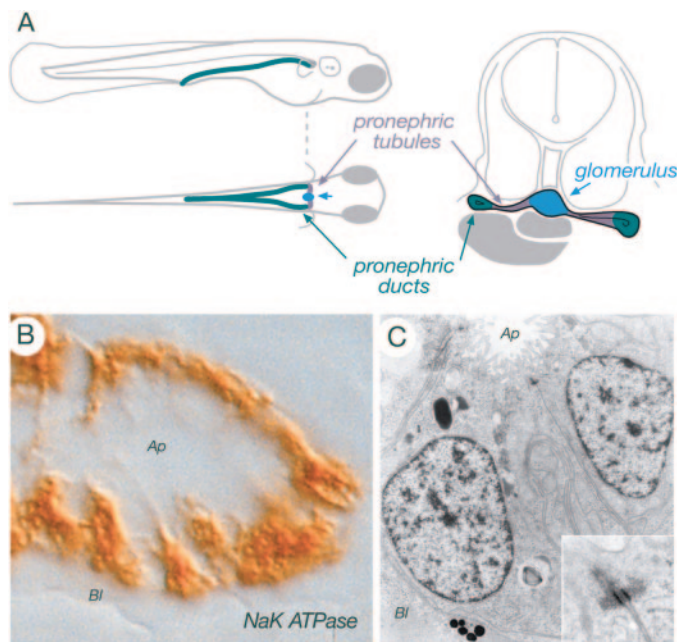 A
pronephric
tubules
glomerulus
pronephric
ducts
B
Ap
Bl
NaK ATPase
C
Ap
Bl